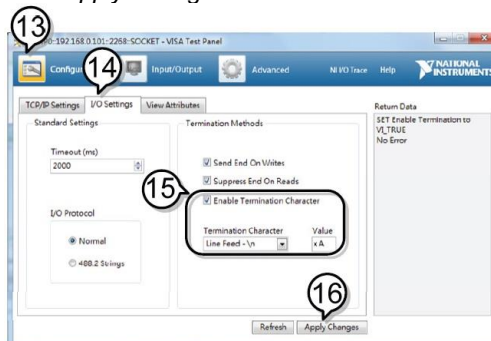 13
192.168.0.101::2268::SOCKET - VISA Test Panel
14
Input/Output
Advanced
NI I/O Trace
Help
NATIONAL
INSTRUMENTS
TCP/IP Settings
I/O Settings
View Attributes
Return Data
Standard Settings
Termination Methods
SET Enable Termination to
VI_TRUE
No Error
Timeout (ms)
2000
Send End On Writes
Suppress End On Reads
15
Enable Termination Character
I/O Protocol
Termination Character
Value
Line Feed - \n
xA
Normal
488.2 Strings
16
Refresh
Apply Changes